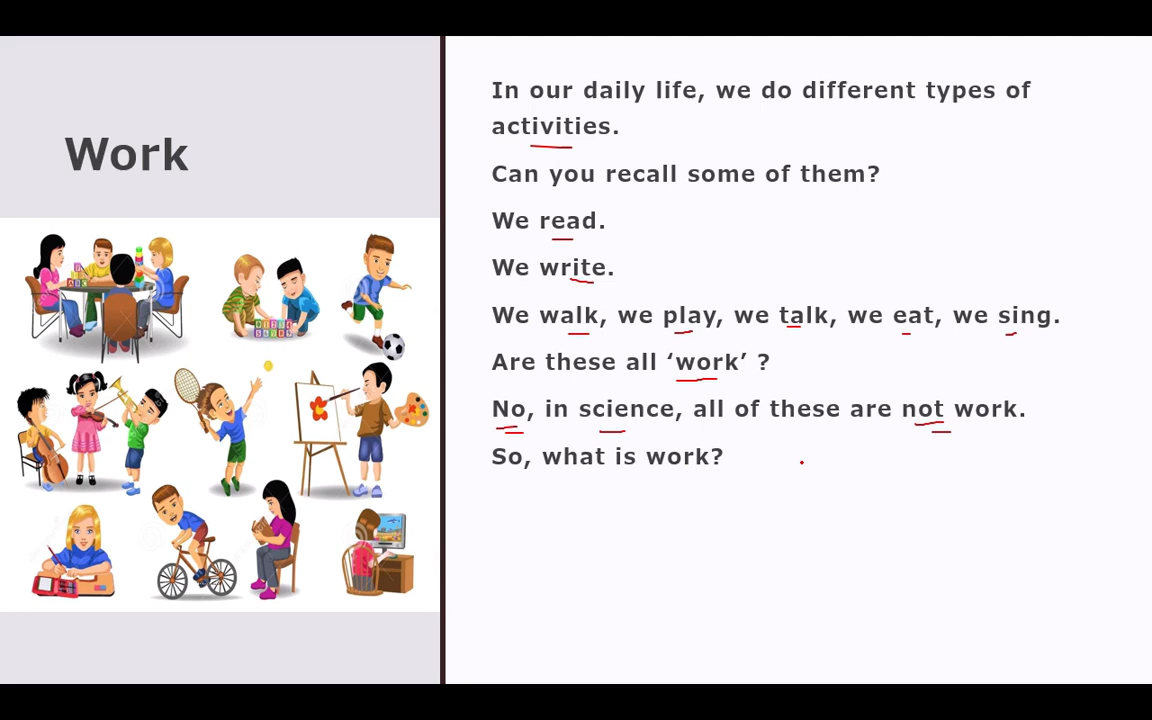 Work
In our daily life, we do different types of
activities.
Can you recall some of them?
We read.
We write.
We walk, we play, we talk, we eat, we sing.
Are these all ‘work’ ?
No, in science, all of these are not work.
So, what is work?